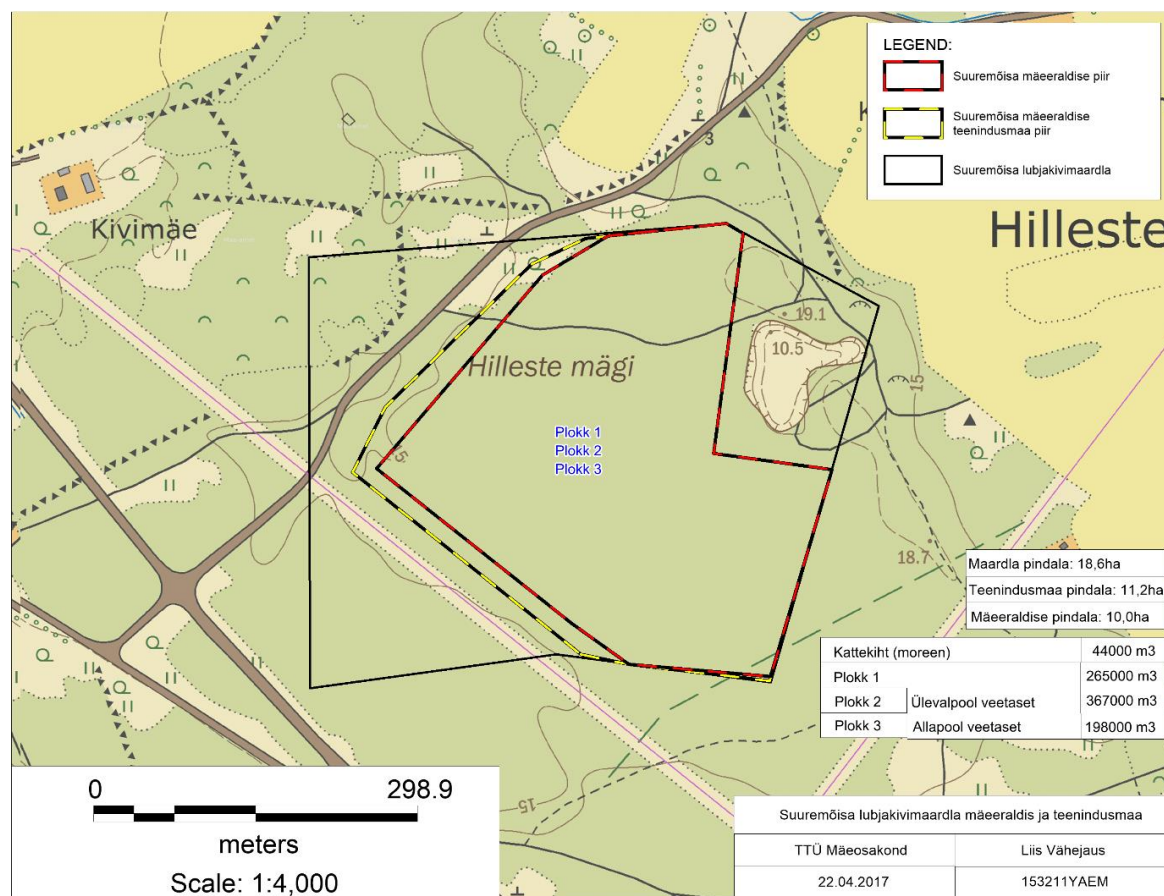 LEGEND:
Suuremõisa mäeeraldise piir
Suuremõisa mäeeraldise
teenindusmaa piir
Suuremõisa lubjakivimaardla
3
Kivimäe
Hilleste
19.1
10.5
Hilleste mägi
15
Plokk 1
Plokk 2
Plokk 3
18.7
15
Maardla pindala: 18,6ha
Teenindusmaa pindala: 11,2ha
Mäeeraldise pindala: 10,0ha
Kattekiht (moreen) 44000 m3
Plokk 1 265000 m3
Plokk 2 Ülevalpool veetaset 367000 m3
Plokk 3 Allapool veetaset 198000 m3
0 298.9
meters
Scale: 1:4,000
Suuremõisa lubjakivimaardla mäeeraldis ja teenindusmaa
TTÜ Mäeosakond Liis Vähejaus
22.04.2017 153211YAEM